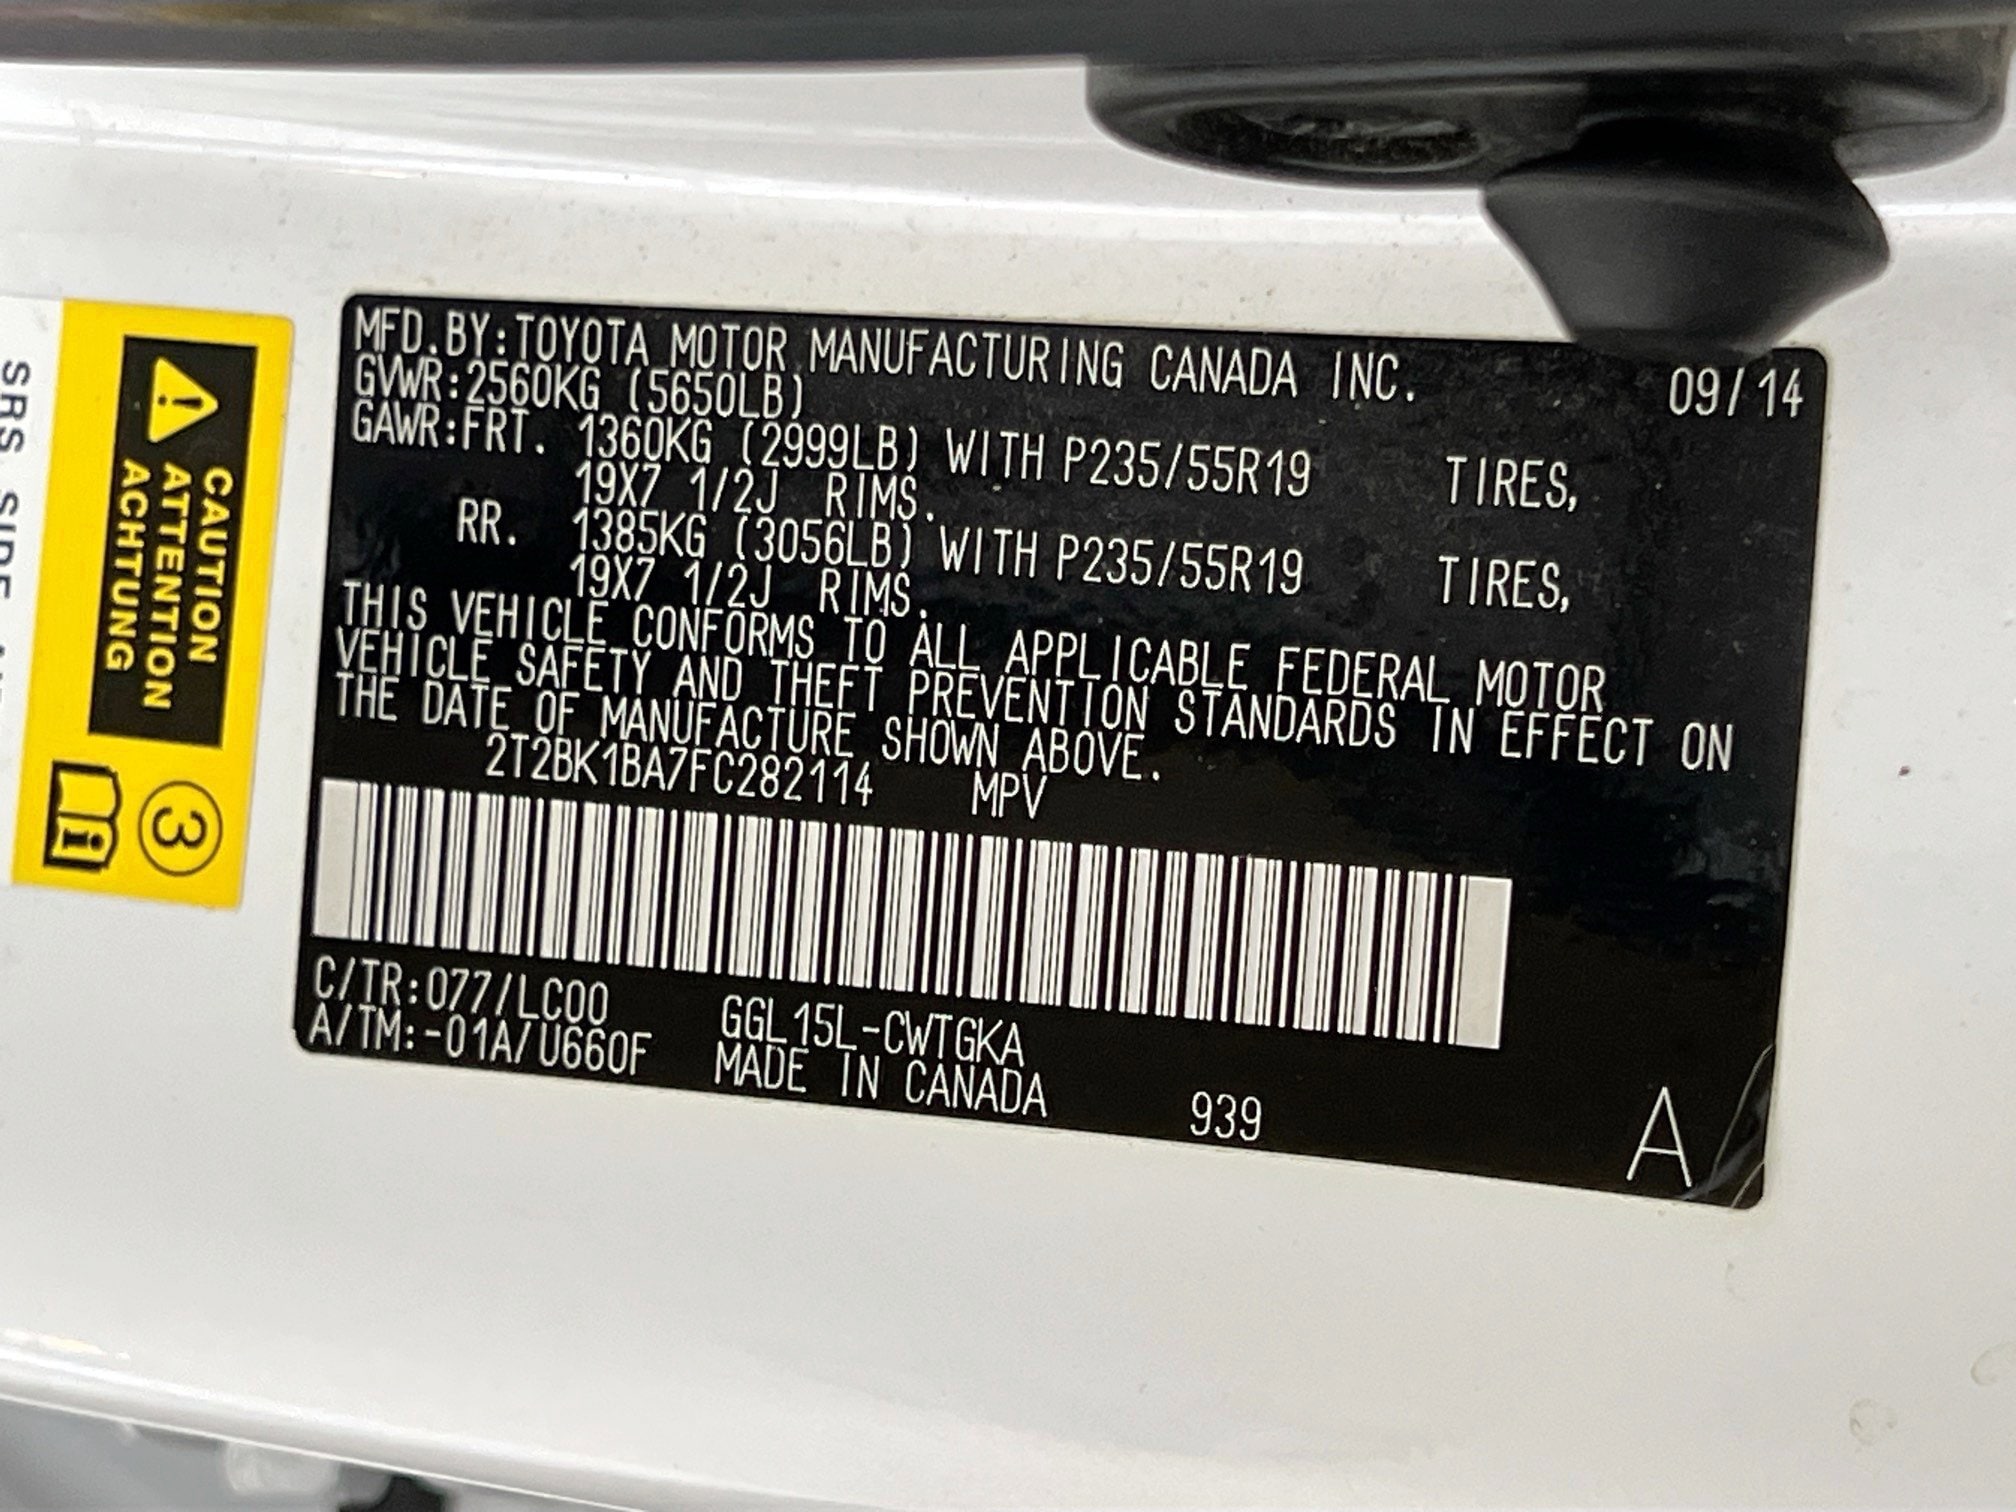 MFD.BY:TOYOTA MOTOR MANUFACTURING CANADA INC. 09/14
GVWR:2560KG (5650LB)
GAWR:FRT. 1360KG (2999LB) WITH P235/55R19 TIRES,
19X7 1/2J RIMS.
RR. 1385KG (3056LB) WITH P235/55R19 TIRES,
19X7 1/2J RIMS.
THIS VEHICLE CONFORMS TO ALL APPLICABLE FEDERAL MOTOR
VEHICLE SAFETY AND THEFT PREVENTION STANDARDS IN EFFECT ON
THE DATE OF MANUFACTURE SHOWN ABOVE.
2T2BK1BA7FC282114 MPV
C/TR:077/LC00 GGL15L-CWTGKA
A/TM:-01A/U660F MADE IN CANADA 939 A
CAUTION
ATTENTION
ACHTUNG
3
i
SRS SIDE